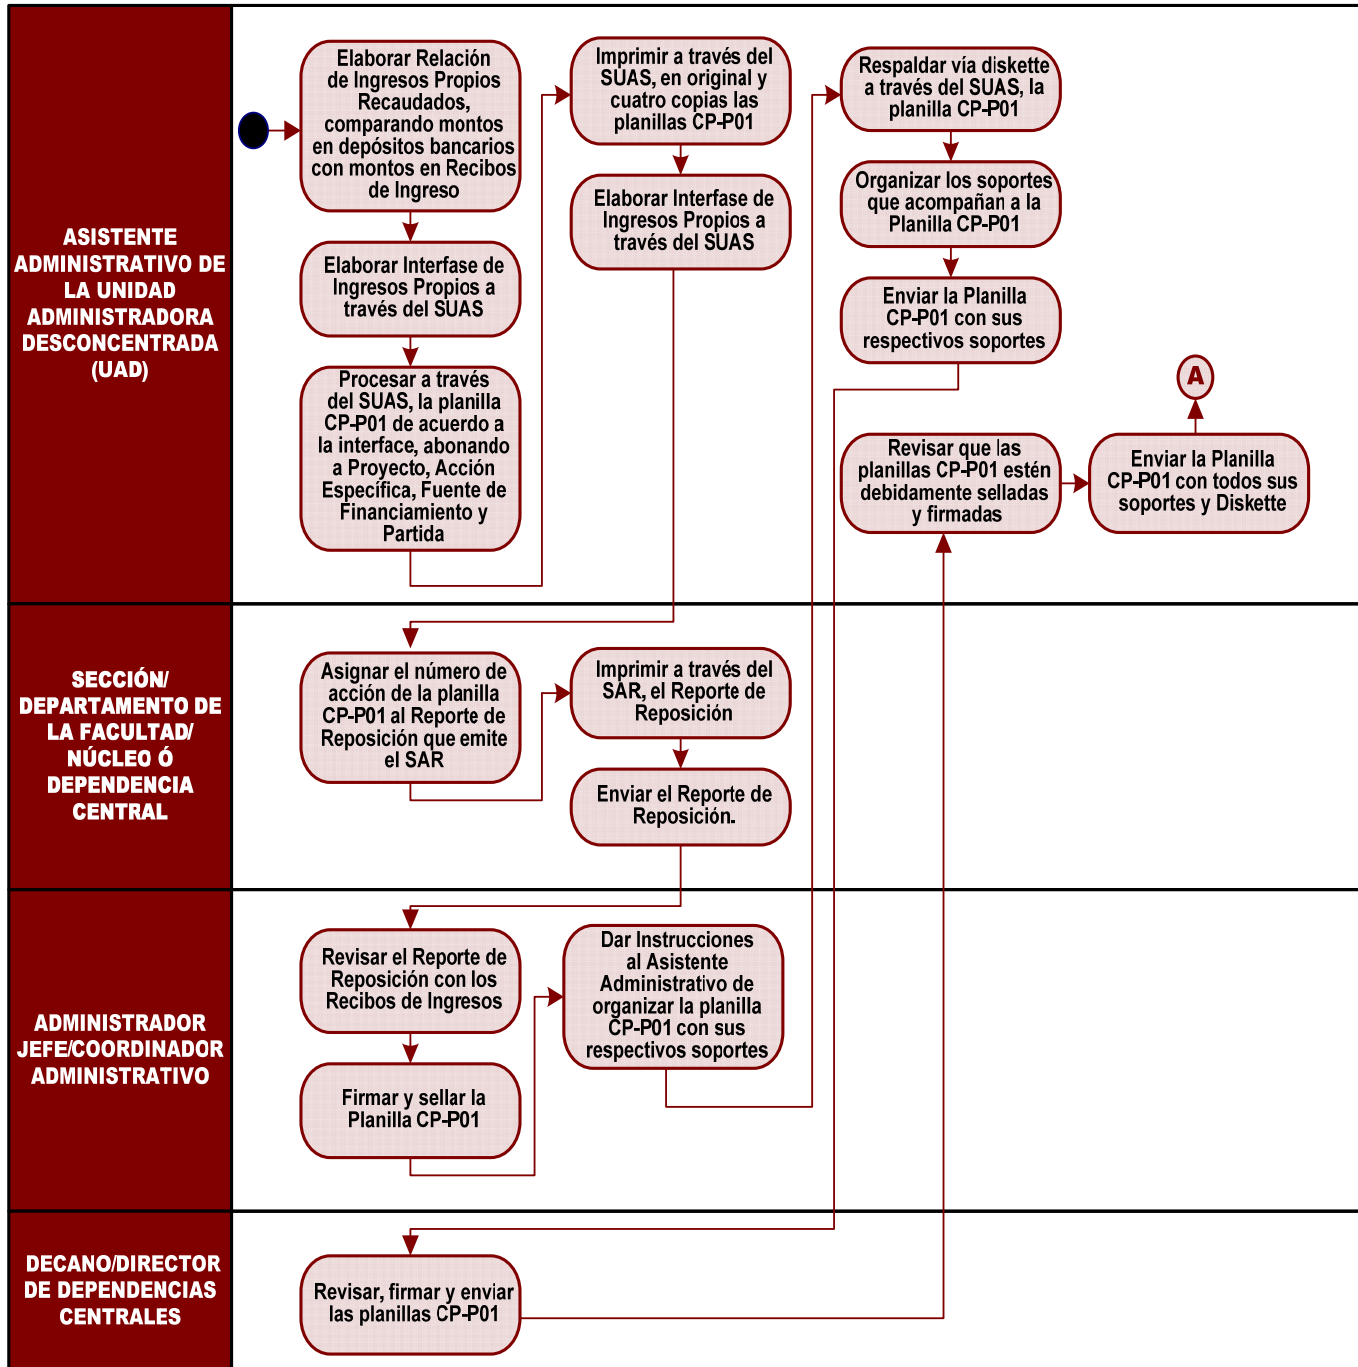 ASISTENTE
ADMINISTRATIVO DE
LA UNIDAD
ADMINISTRADORA
DESCONCENTRADA
(UAD)
Elaborar Relación
de Ingresos Propios
Recaudados,
comparando montos
en depósitos bancarios
con montos en Recibos
de Ingreso
Elaborar Interfase de
Ingresos Propios a
través del SUAS
Procesar a través
del SUAS, la planilla
CP-P01 de acuerdo a
la interface, abonando
a Proyecto, Acción
Específica, Fuente de
Financiamiento y
Partida
Imprimir a través del
SUAS, en original y
cuatro copias las
planillas CP-P01
Elaborar Interfase de
Ingresos Propios a
través del SUAS
Respaldar vía diskette
a través del SUAS, la
planilla CP-P01
Organizar los soportes
que acompañan a la
Planilla CP-P01
Enviar la Planilla
CP-P01 con sus
respectivos soportes
Revisar que las
planillas CP-P01 estén
debidamente selladas
y firmadas
Enviar la Planilla
CP-P01 con todos sus
soportes y Diskette
A
SECCIÓN/
DEPARTAMENTO DE
LA FACULTAD/
NÚCLEO Ó
DEPENDENCIA
CENTRAL
Asignar el número de
acción de la planilla
CP-P01 al Reporte de
Reposición que emite
el SAR
Imprimir a través del
SAR, el Reporte de
Reposición
Enviar el Reporte de
Reposición.
ADMINISTRADOR
JEFE/COORDINADOR
ADMINISTRATIVO
Revisar el Reporte de
Reposición con los
Recibos de Ingresos
Firmar y sellar la
Planilla CP-P01
Dar Instrucciones
al Asistente
Administrativo de
organizar la planilla
CP-P01 con sus
respectivos soportes
DECANO/DIRECTOR
DE DEPENDENCIAS
CENTRALES
Revisar, firmar y enviar
las planillas CP-P01